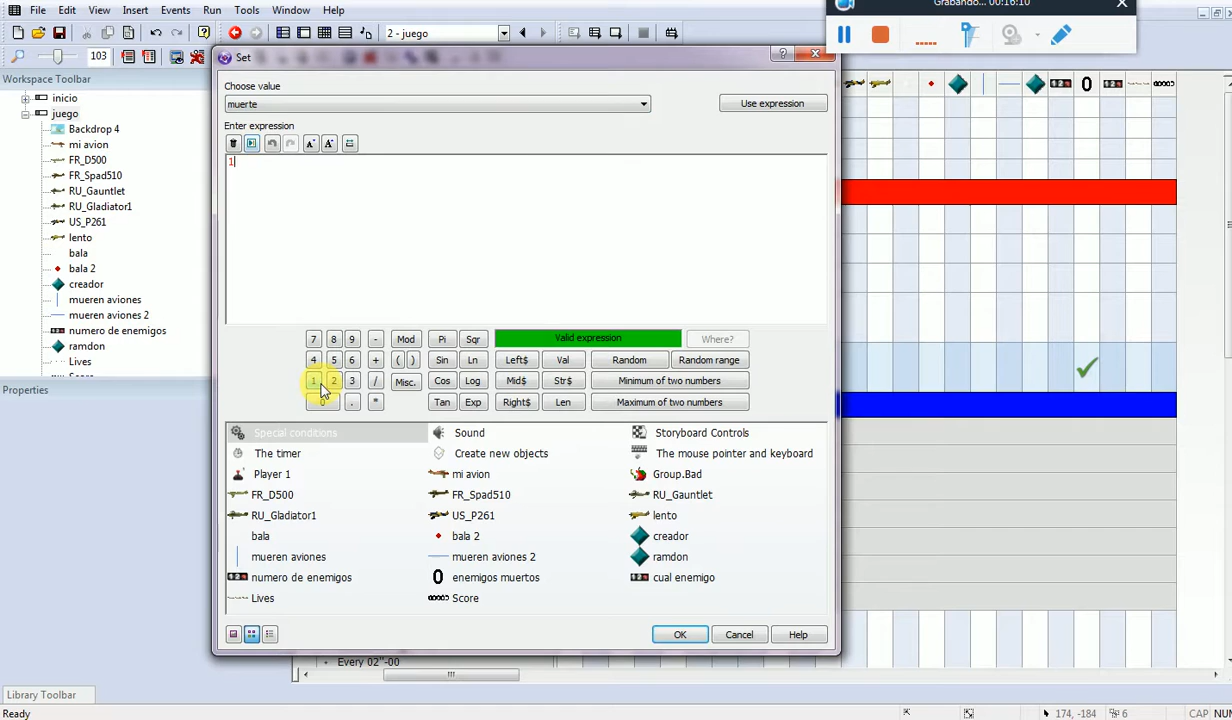 Grabando... 00:16:10
File Edit View Insert Events Run Tools Window Help
2 - juego
103
Workspace Toolbar
inicio
juego
Backdrop 4
mi avion
FR_D500
FR_Spad510
RU_Gauntlet
RU_Gladiator1
US_P261
lento
bala
bala 2
creador
mueren aviones
mueren aviones 2
numero de enemigos
ramdon
Lives
Properties
Set
Choose value
muerte
Use expression
Enter expression
1
7 8 9 - Mod Pi Sqr Valid expression Where?
4 5 6 + ( ) Sin Ln Left$ Val Random Random range
1 2 3 / Misc. Cos Log Mid$ Str$ Minimum of two numbers
0 . * Tan Exp Right$ Len Maximum of two numbers
Special conditions Sound Storyboard Controls
The timer Create new objects The mouse pointer and keyboard
Player 1 mi avion Group.Bad
FR_D500 FR_Spad510 RU_Gauntlet
RU_Gladiator1 US_P261 lento
bala bala 2 creador
mueren aviones mueren aviones 2 ramdon
numero de enemigos enemigos muertos cual enemigo
Lives Score
OK Cancel Help
Every 02"-00
Library Toolbar
Ready 174, -184 6 CAP NUM